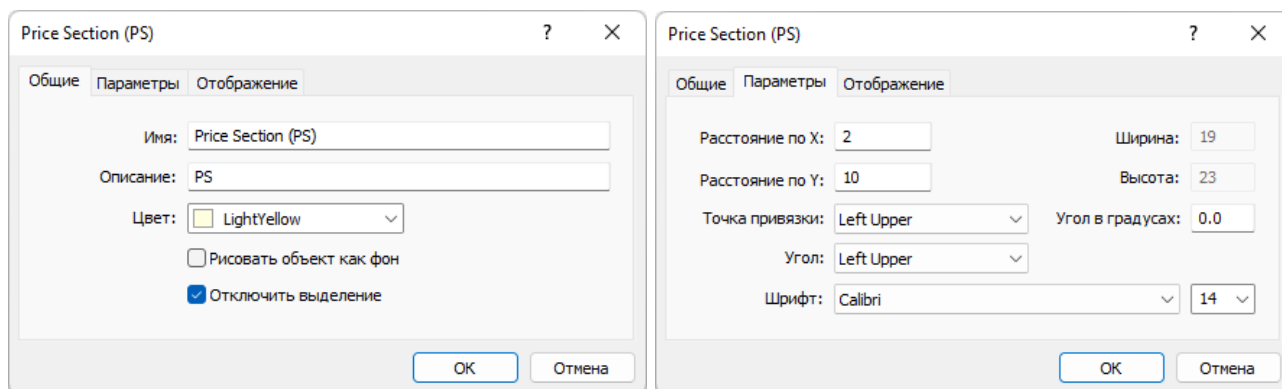 Price Section (PS) ?
Общие Параметры Отображение
Имя: Price Section (PS)
Описание: PS
Цвет: LightYellow
Рисовать объект как фон
Отключить выделение
OK Отмена
Price Section (PS) ?
Общие Параметры Отображение
Расстояние по X: 2 Ширина: 19
Расстояние по Y: 10 Высота: 23
Точка привязки: Left Upper Угол в градусах: 0.0
Угол: Left Upper
Шрифт: Calibri 14
OK Отмена